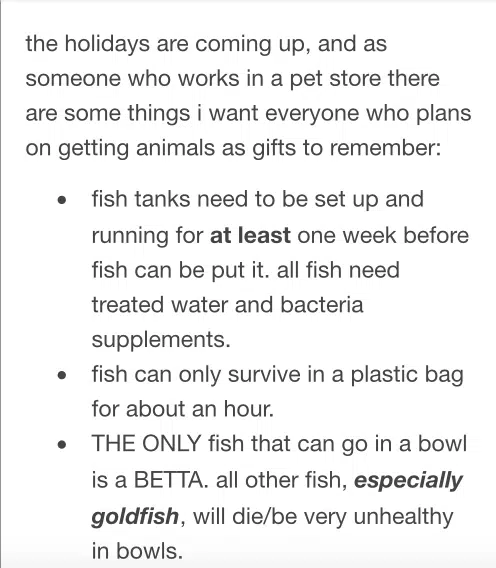 the holidays are coming up, and as
someone who works in a pet store there
are some things i want everyone who plans
on getting animals as gifts to remember:
• fish tanks need to be set up and
running for at least one week before
fish can be put it. all fish need
treated water and bacteria
supplements.
• fish can only survive in a plastic bag
for about an hour.
• THE ONLY fish that can go in a bowl
is a BETTA. all other fish, especially
goldfish, will die/be very unhealthy
in bowls.